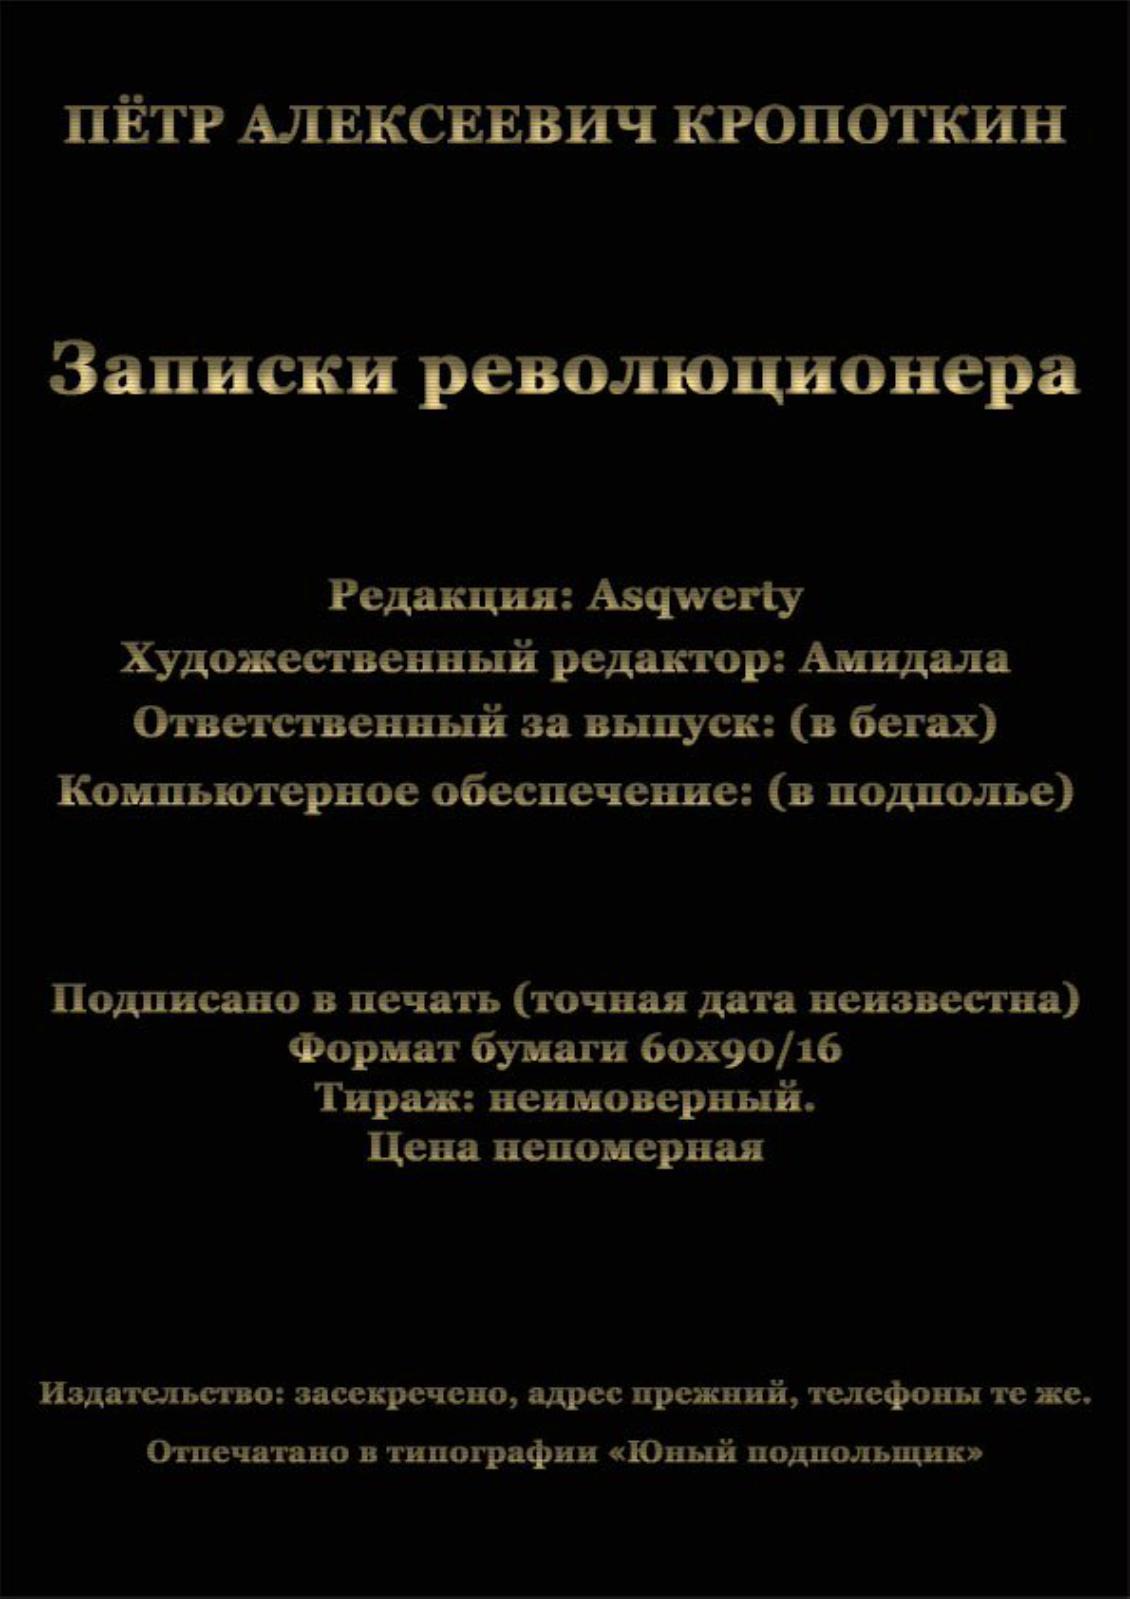 ПЁТР АЛЕКСЕЕВИЧ КРОПОТКИН
Записки революционера
Редакция: Asqwerty
Художественный редактор: Амидала
Ответственный за выпуск: (в бегах)
Компьютерное обеспечение: (в подполье)
Подписано в печать (точная дата неизвестна)
Формат бумаги 60х90/16
Тираж: неимоверный.
Цена непомерная
Издательство: засекречено, адрес прежний, телефоны те же.
Отпечатано в типографии «Юный подпольщик»